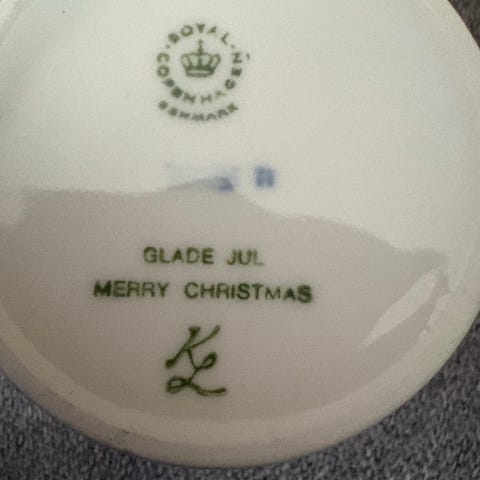 ROYAL
COPENHAGEN
DENMARK
GLADE JUL
MERRY CHRISTMAS
KL